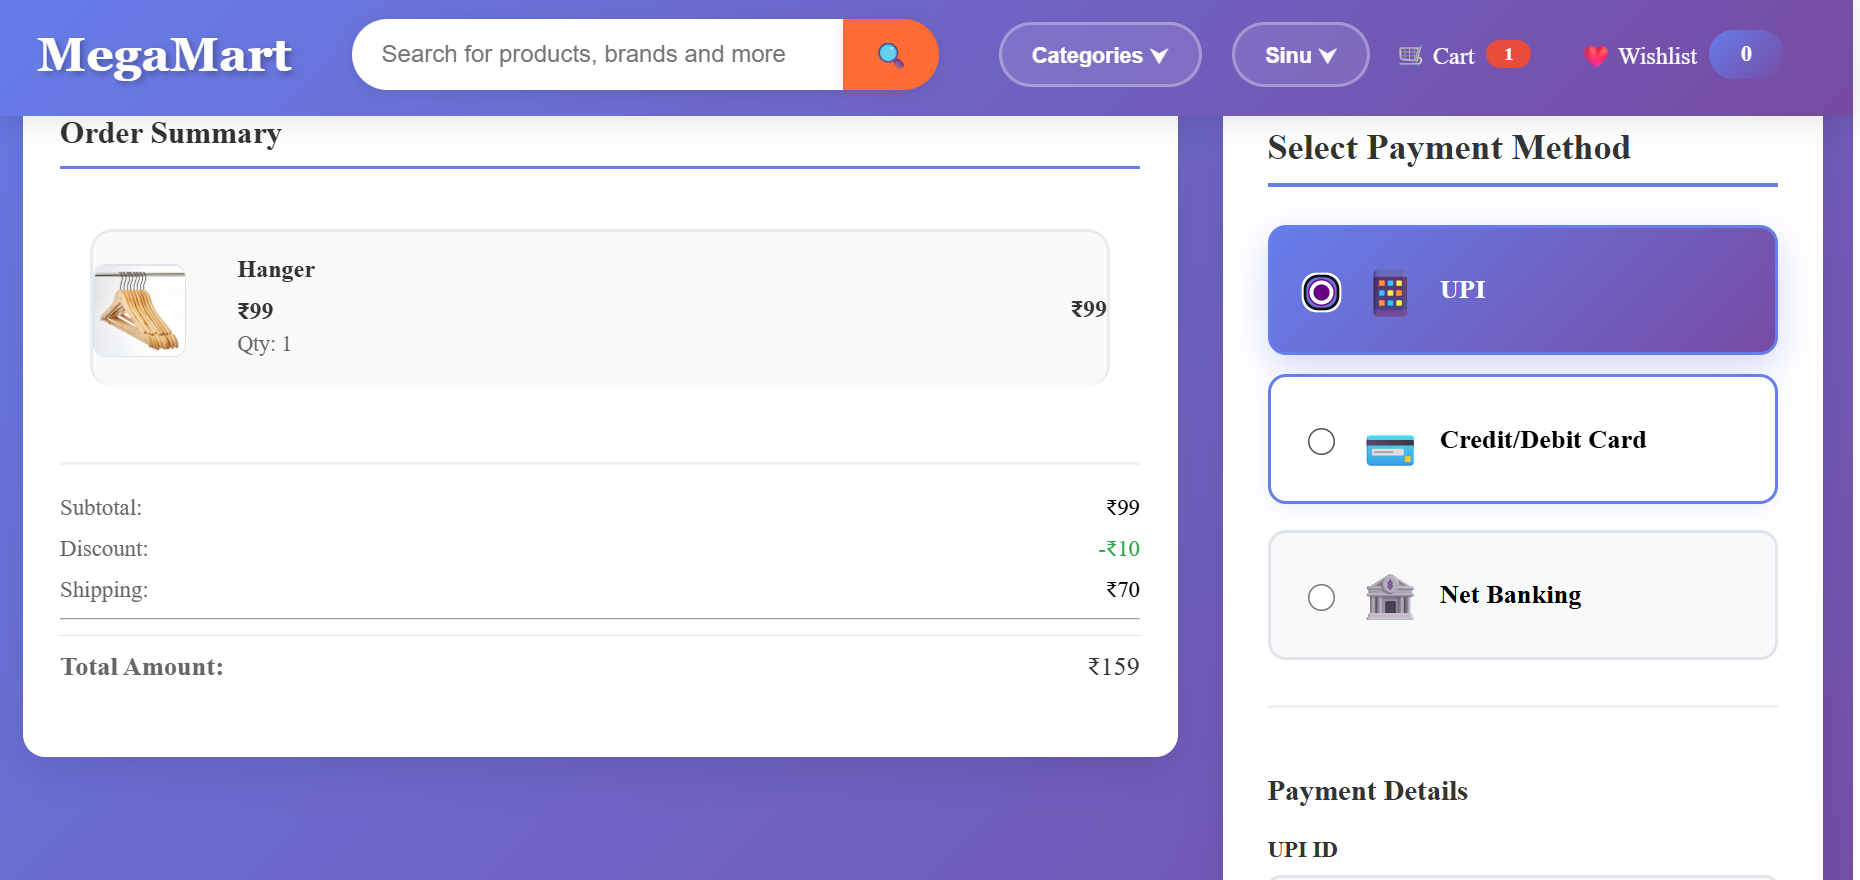 MegaMart
Search for products, brands and more
Categories
Sinu
Cart 1
Wishlist 0
Order Summary
Hanger
₹99
Qty: 1
₹99
Subtotal: ₹99
Discount: -₹10
Shipping: ₹70
Total Amount: ₹159
Select Payment Method
UPI
Credit/Debit Card
Net Banking
Payment Details
UPI ID